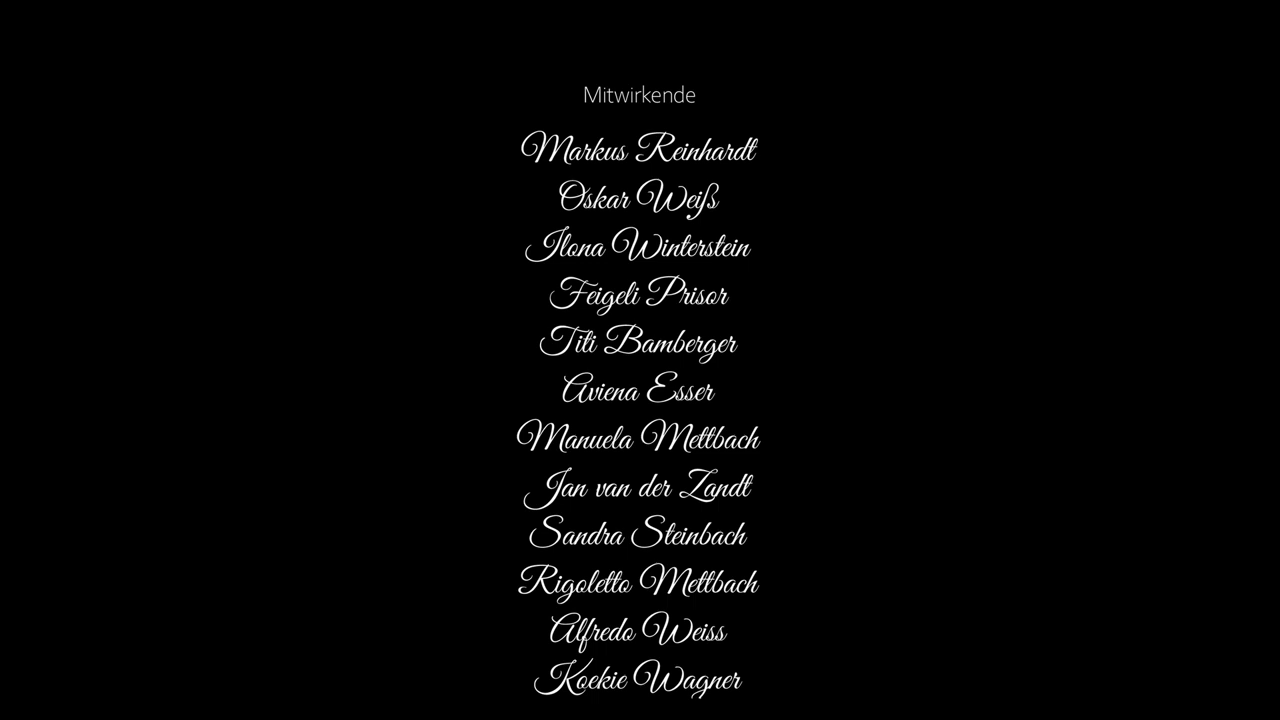 Mitwirkende
Markus Reinhardt
Oskar Weiß
Ilona Winterstein
Feigeli Prisor
Titi Bamberger
Aviena Esser
Manuela Mettbach
Jan van der Zandt
Sandra Steinbach
Rigoletto Mettbach
Alfredo Weiss
Koekie Wagner